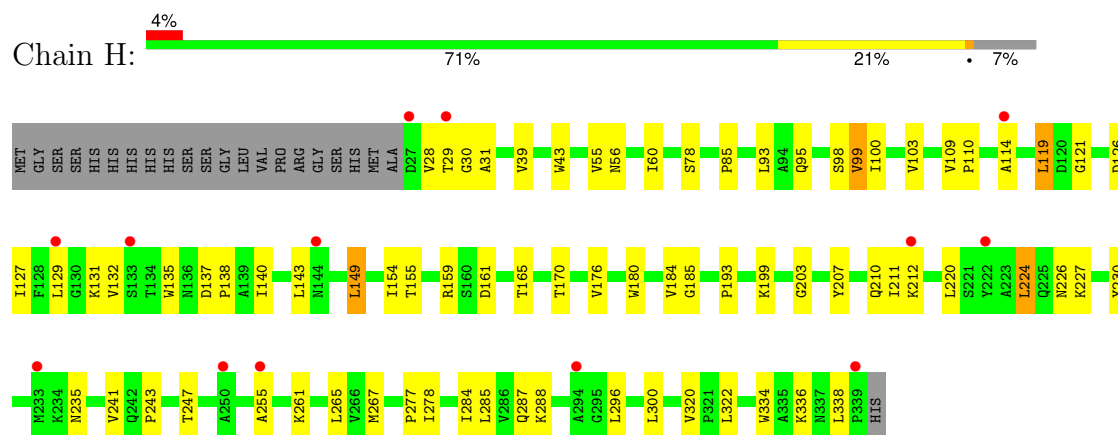 4%
Chain H:
71% 21% • 7%
MET GLY SER SER HIS HIS HIS HIS HIS HIS SER SER GLY LEU VAL PRO ARG GLY SER HIS MET ALA D27 V28 T29 G30 A31 V39 W43 V55 N56 I60 S78 P85 L93 A94 Q95 S98 V99 I100 V103 V109 P110 A114 L119 D120 G121 D126
I127 F128 L129 G130 K131 V132 S133 T134 W135 N136 D137 P138 A139 I140 L143 N144 L149 I154 T155 R159 S160 D161 T165 T170 V176 W180 V184 G185 P193 K199 G203 Y207 Q210 I211 K212 L220 S221 Y222 A223 L224 Q225 N226 K227
M233 K234 N235 V241 Q242 P243 T247 A250 A255 K261 L265 V266 M267 P277 I278 I284 L285 V286 Q287 K288 A294 G295 L296 L300 V320 P321 L322 W334 A335 K336 N337 L338 P339 HIS